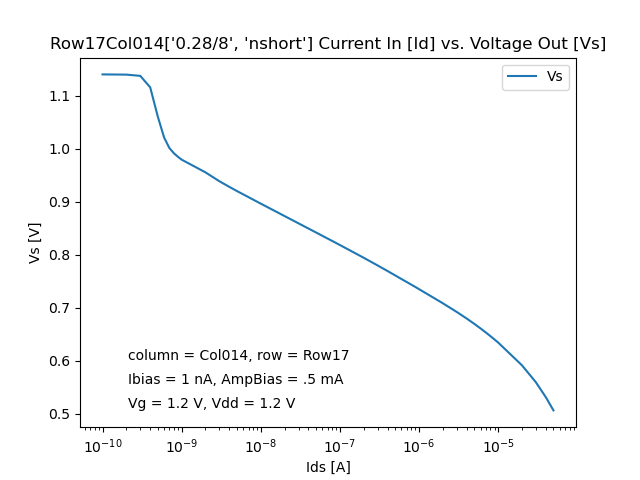 Row17Col014['0.28/8', 'nshort'] Current In [Id] vs. Voltage Out [Vs]
Vs
1.1
1.0
0.9
0.8
0.7
0.6
0.5
Vs [V]
column = Col014, row = Row17
Ibias = 1 nA, AmpBias = .5 mA
Vg = 1.2 V, Vdd = 1.2 V
10⁻¹⁰ 10⁻⁹ 10⁻⁸ 10⁻⁷ 10⁻⁶ 10⁻⁵
Ids [A]